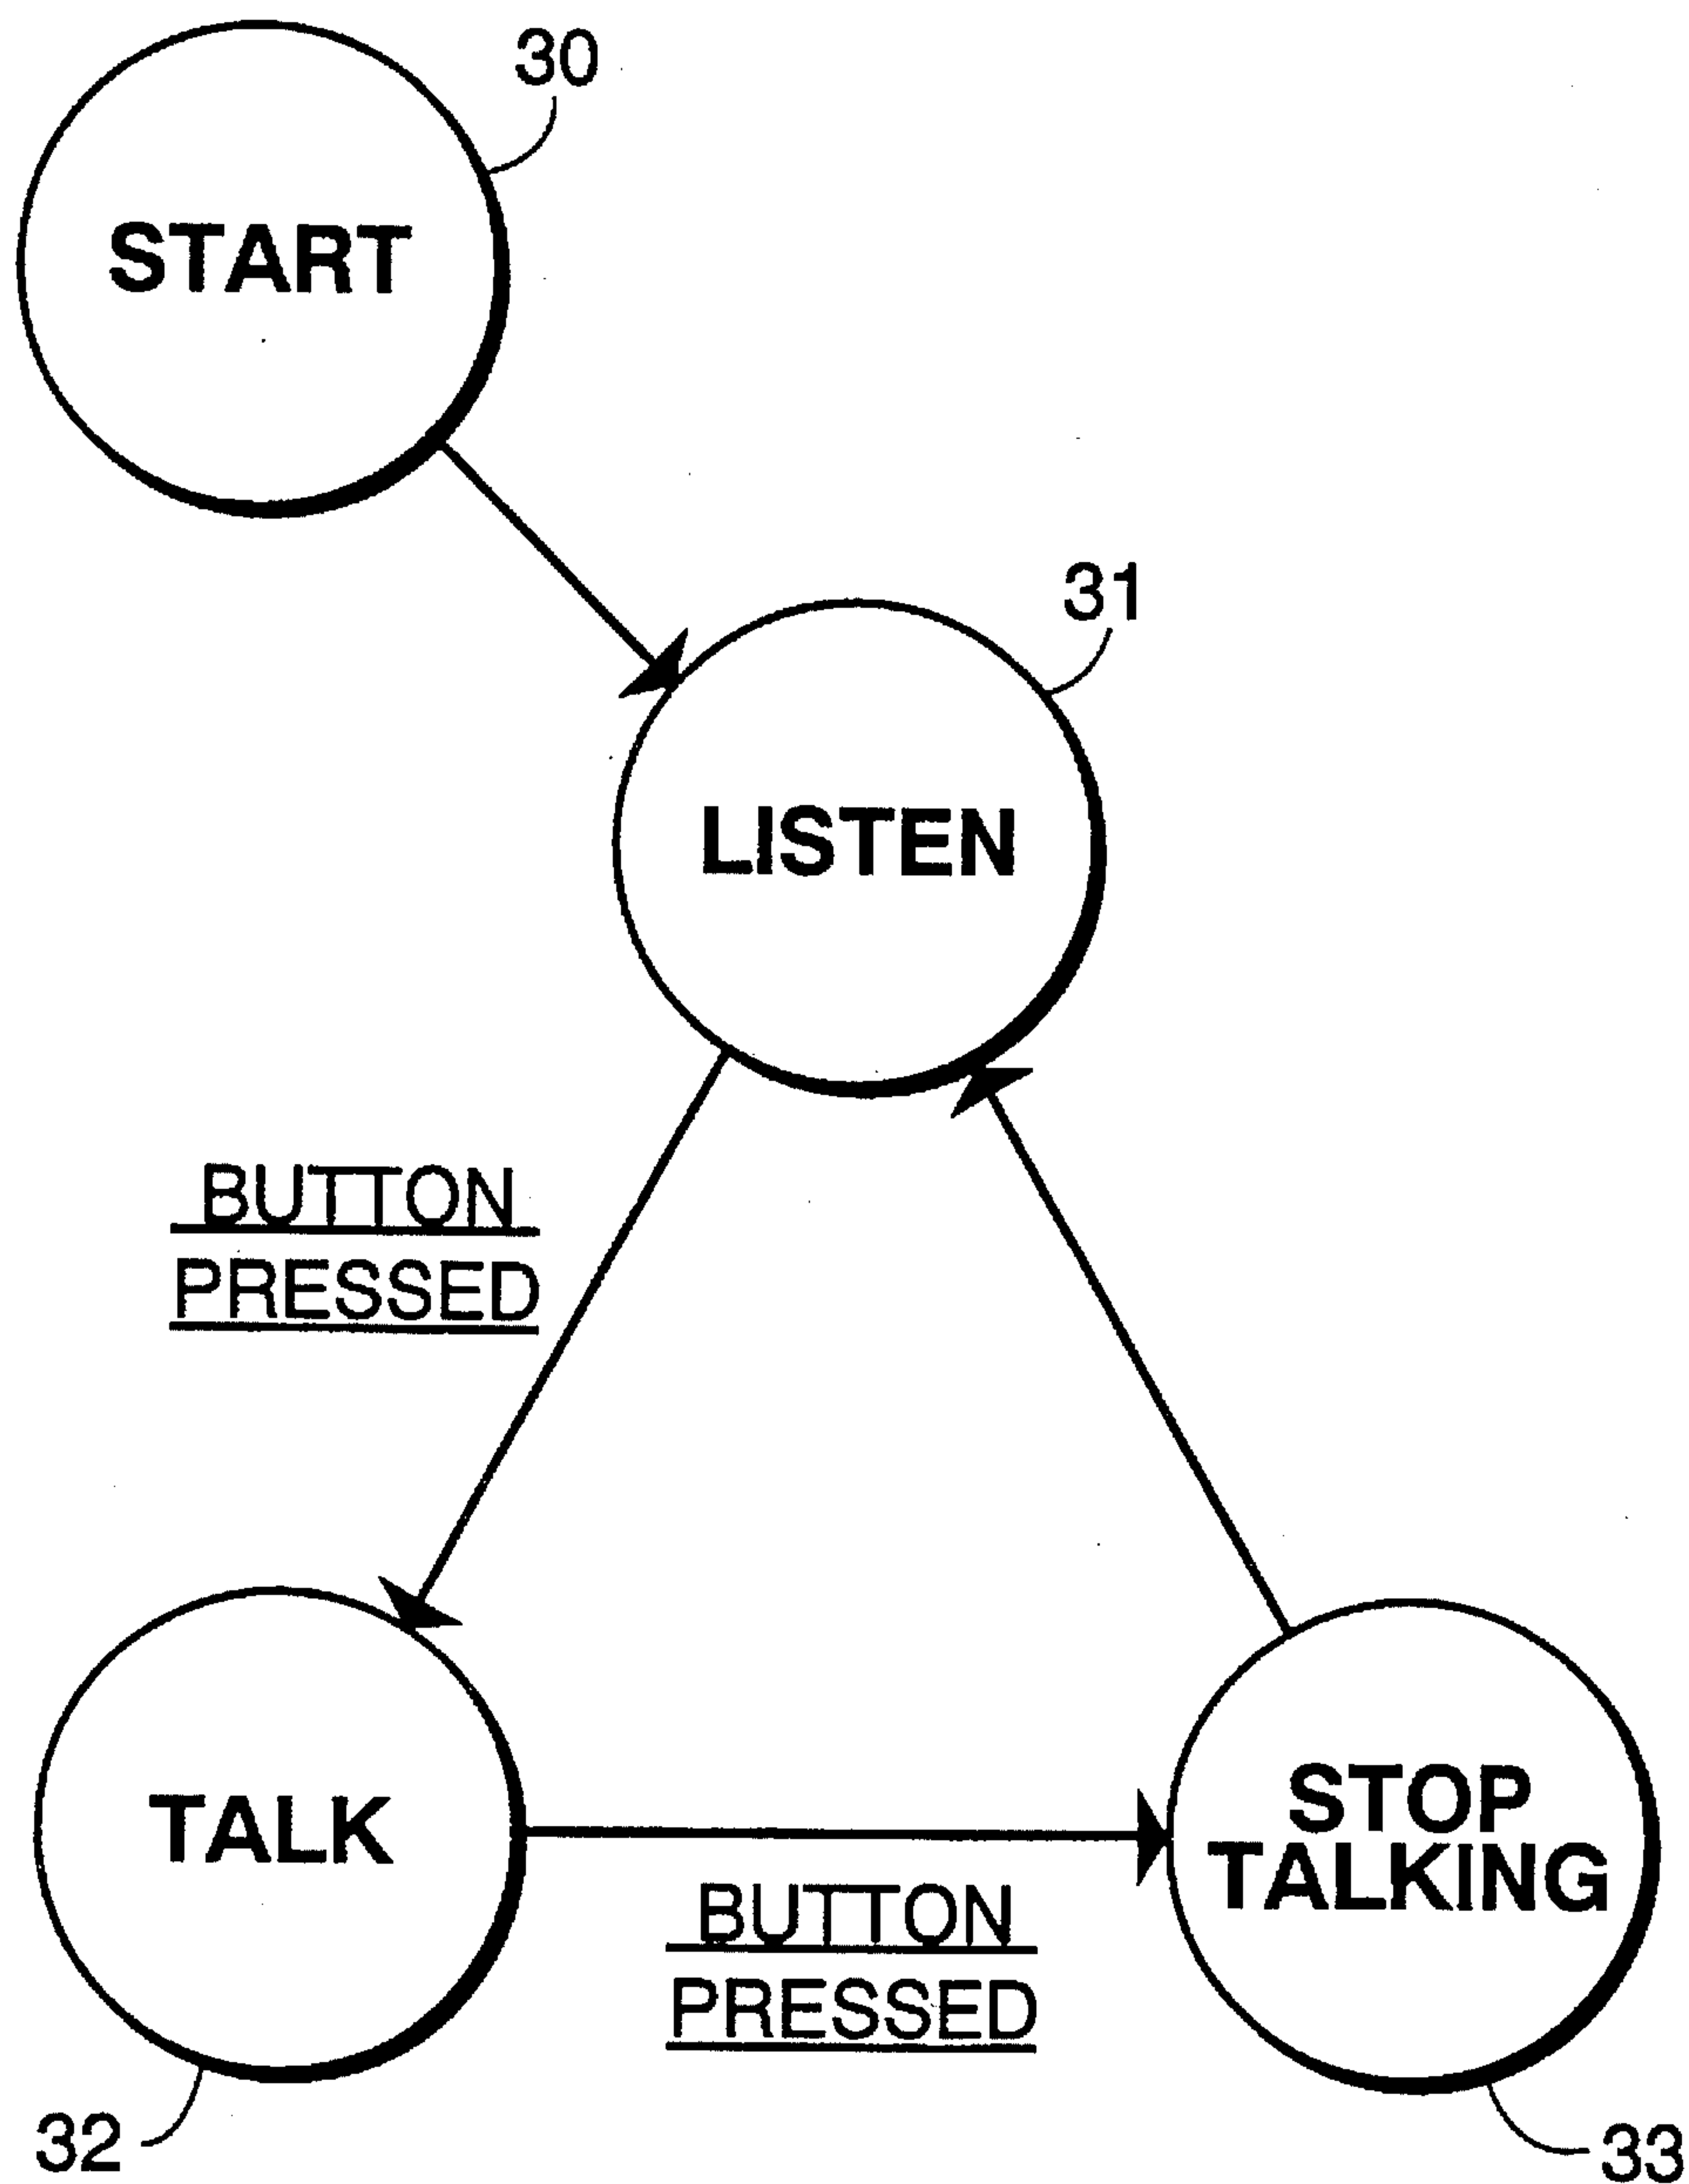 30
START
31
LISTEN
BUTTON
PRESSED
TALK
STOP
TALKING
BUTTON
PRESSED
32
33